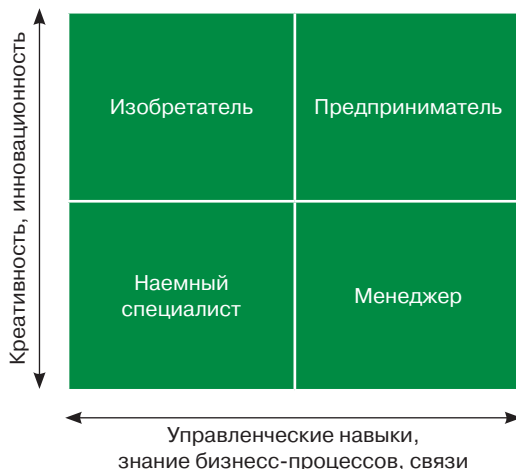 Креативность, инновационность
Изобретатель
Предприниматель
Наемный
специалист
Менеджер
Управленческие навыки,
знание бизнесс-процессов, связи